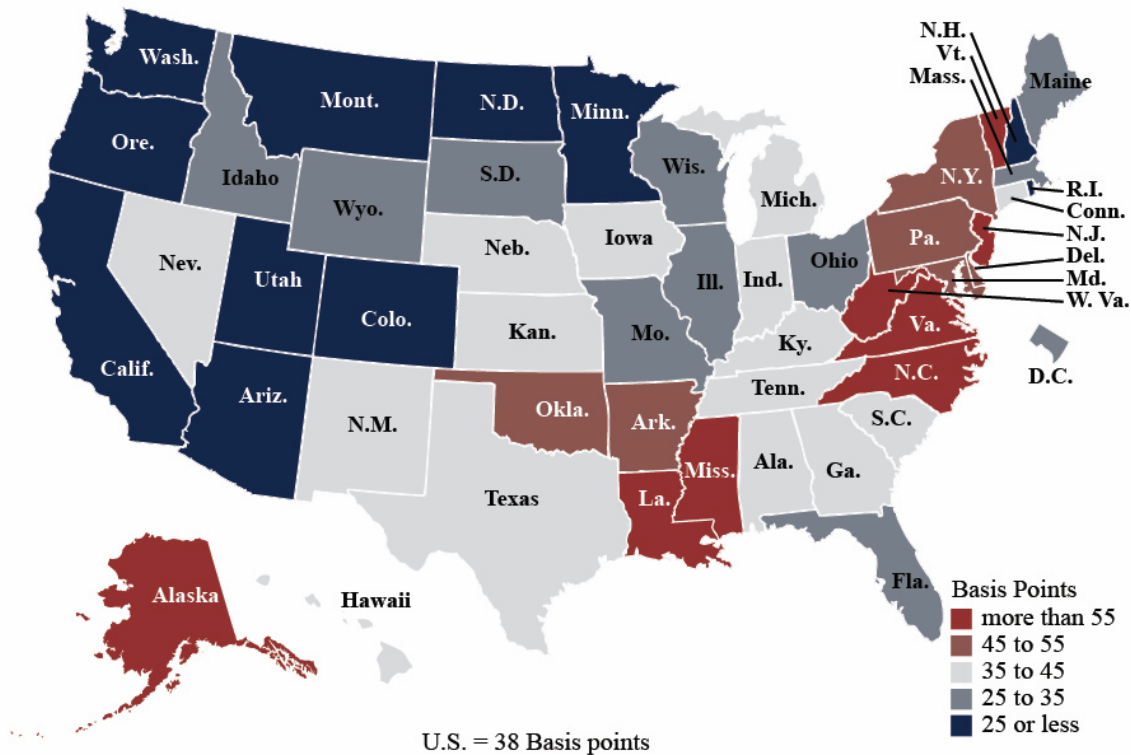 N.H.
Vt.
Mass.
Maine
Wash.
Mont.
N.D.
Minn.
Ore.
Idaho
S.D.
Wis.
N.Y.
Mich.
R.I.
Conn.
Wyo.
Iowa
N.J.
Neb.
Pa.
Del.
Nev.
Ohio
Md.
Utah
Ill.
Ind.
W. Va.
Colo.
Kan.
Mo.
Ky.
Va.
Calif.
D.C.
N.C.
Tenn.
Ariz.
Okla.
Ark.
N.M.
S.C.
Miss.
Ala.
Ga.
Texas
La.
Fla.
Alaska
Hawaii
Basis Points
more than 55
45 to 55
35 to 45
25 to 35
25 or less
U.S. = 38 Basis points